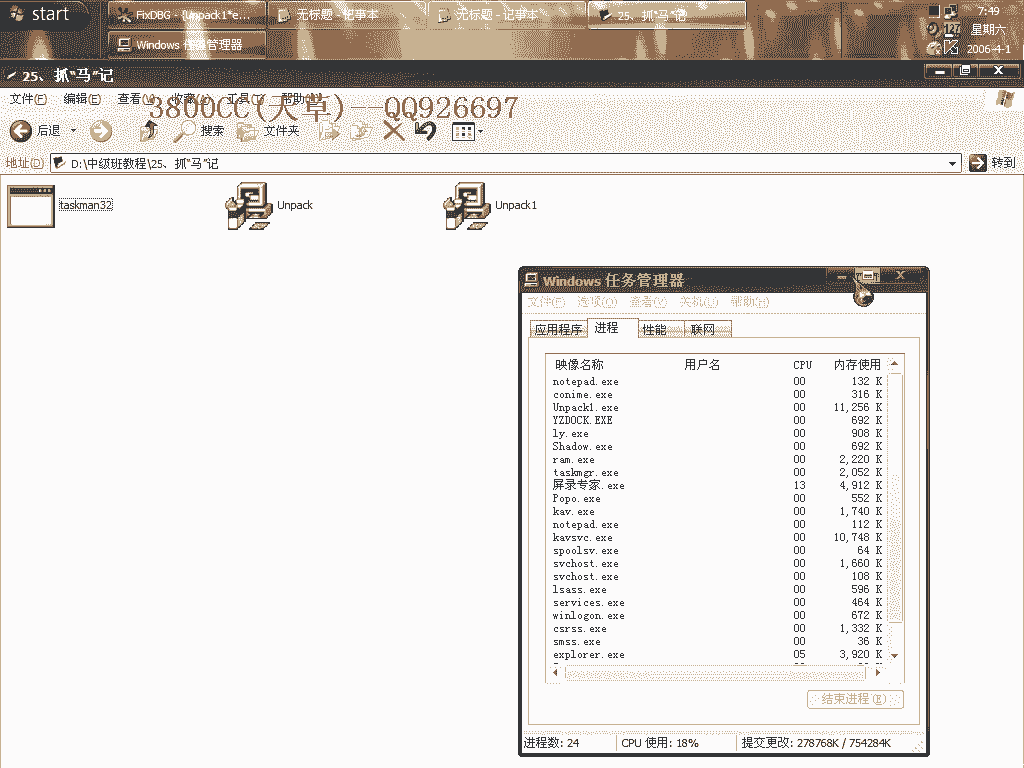 start
FixDBG - [Unpack1*e...
无标题 - 记事本
无标题 - 记事本
25、抓“马”记
7:49
Windows 任务管理器
127
星期六
2006-4-1
25、抓“马”记
文件(F) 编辑(E) 查看(V) 收藏(A) 工具(T) 帮助(H)
3800CC(天草)--QQ926697
后退
搜索
文件夹
地址(D)
D:\中级班教程\25、抓“马”记
转到
taskman32
Unpack
Unpack1
Windows 任务管理器
文件(F) 选项(O) 查看(V) 关机(U) 帮助(H)
应用程序 进程 性能 联网
映像名称 用户名 CPU 内存使用
notepad.exe 00 132 K
conime.exe 00 316 K
Unpack1.exe 00 11,256 K
YZDOCK.EXE 00 692 K
ly.exe 00 908 K
Shadow.exe 00 692 K
ram.exe 00 2,220 K
taskmgr.exe 00 2,052 K
屏录专家.exe 13 4,912 K
Popo.exe 00 552 K
kav.exe 00 1,740 K
notepad.exe 00 112 K
kavsvc.exe 00 10,748 K
spoolsv.exe 00 64 K
svchost.exe 00 1,660 K
svchost.exe 00 108 K
lsass.exe 00 596 K
services.exe 00 464 K
winlogon.exe 00 672 K
csrss.exe 00 1,332 K
smss.exe 00 36 K
explorer.exe 05 3,920 K
结束进程(E)
进程数: 24
CPU 使用: 18%
提交更改: 278768K / 754284K